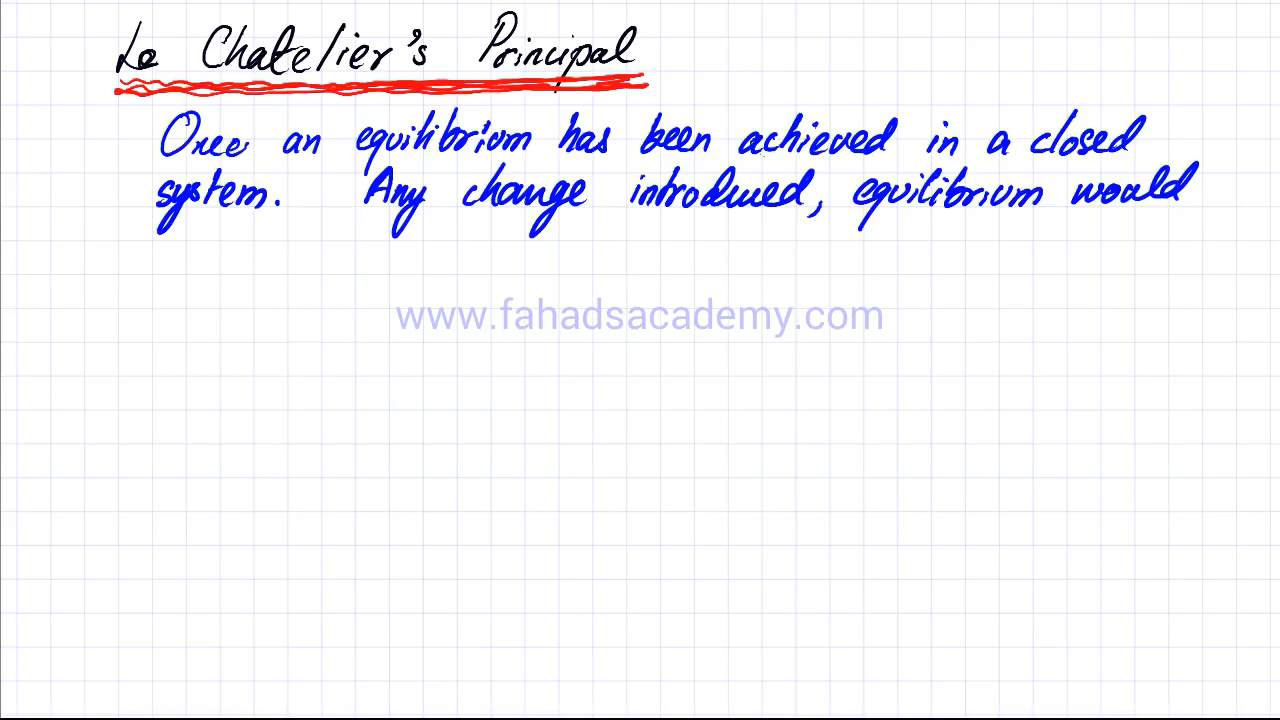 Le Chatelier's Principal
Once an equilibrium has been achieved in a closed
system. Any change introduced, equilibrium would
www.fahadsacademy.com